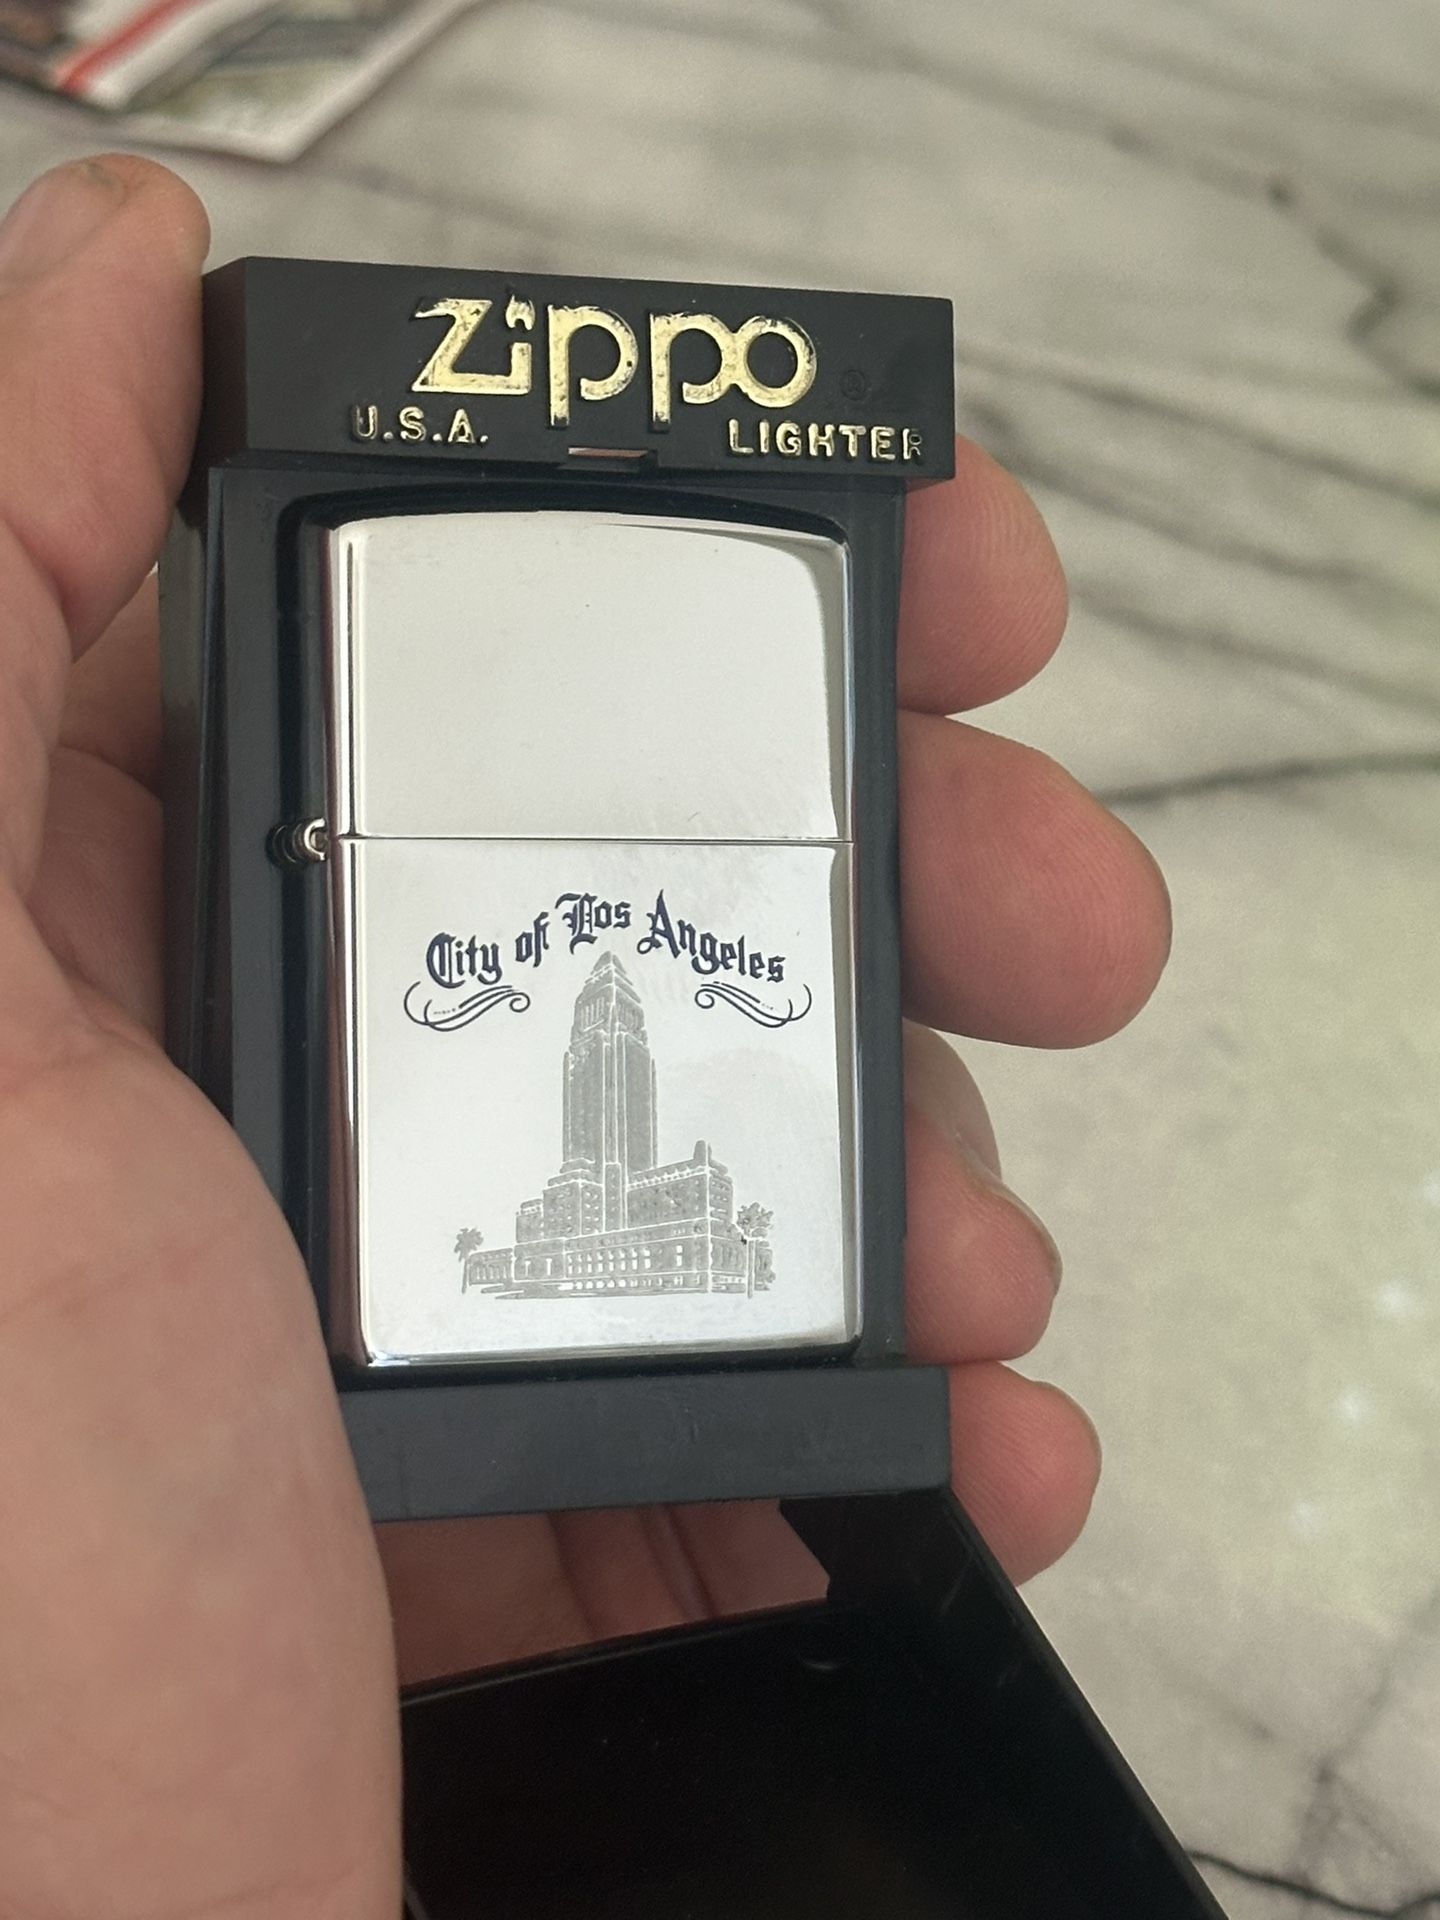 Zippo
U.S.A. LIGHTER
City of Los Angeles